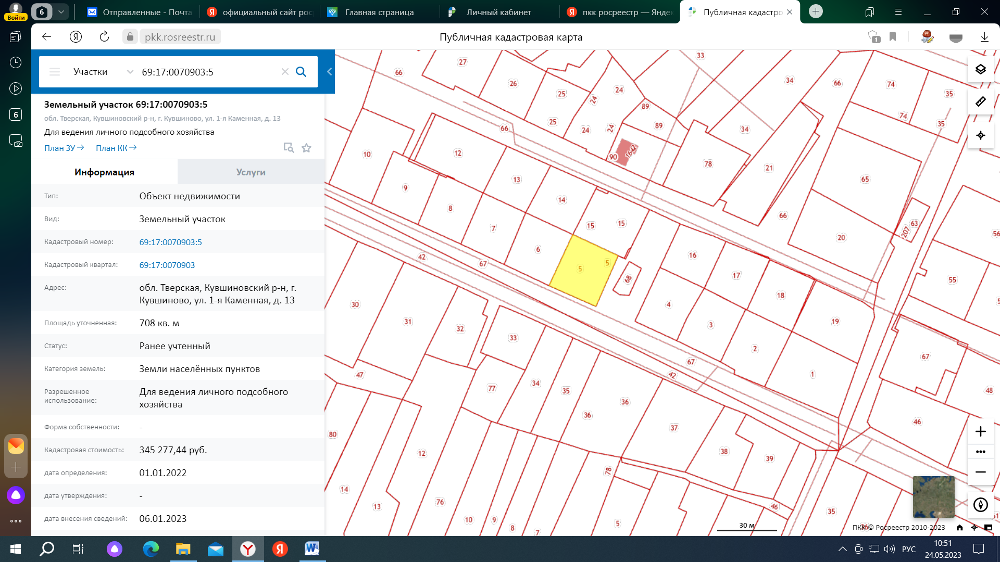 Войти
6
Отправленные - Почта
официальный сайт рос
Главная страница
Личный кабинет
пкк росреестр — Яндек
Публичная кадастро
pkk.rosreestr.ru
Публичная кадастровая карта
1
6
Участки
69:17:0070903:5
Земельный участок 69:17:0070903:5
обл. Тверская, Кувшиновский р-н, г. Кувшиново, ул. 1-я Каменная, д. 13
Для ведения личного подсобного хозяйства
План ЗУ
План КК
Информация
Услуги
Тип: Объект недвижимости
Вид: Земельный участок
Кадастровый номер: 69:17:0070903:5
Кадастровый квартал: 69:17:0070903
Адрес: обл. Тверская, Кувшиновский р-н, г.
Кувшиново, ул. 1-я Каменная, д. 13
Площадь уточненная: 708 кв. м
Статус: Ранее учтенный
Категория земель: Земли населённых пунктов
Разрешенное использование: Для ведения личного подсобного
хозяйства
Форма собственности: -
Кадастровая стоимость: 345 277,44 руб.
дата определения: 01.01.2022
дата утверждения: -
дата внесения сведений: 06.01.2023
33
27
66
26
25
24
24
34
66
74
35
89
25
24
24
89
34
74
35
66
10
12
90
1642
78
21
65
13
9
14
8
66
63
207
7
15
15
20
56
6
16
5
5
17
68
55
42
67
18
30
4
31
32
3
19
33
2
67
67
47
42
1
77
34
35
48
36
36
46
80
37
12
38
39
78
14
13
76
46
35
10
9
8
7
5
36
51
30 м
ПКК © Росреестр 2010-2023
РУС
10:51
24.05.2023